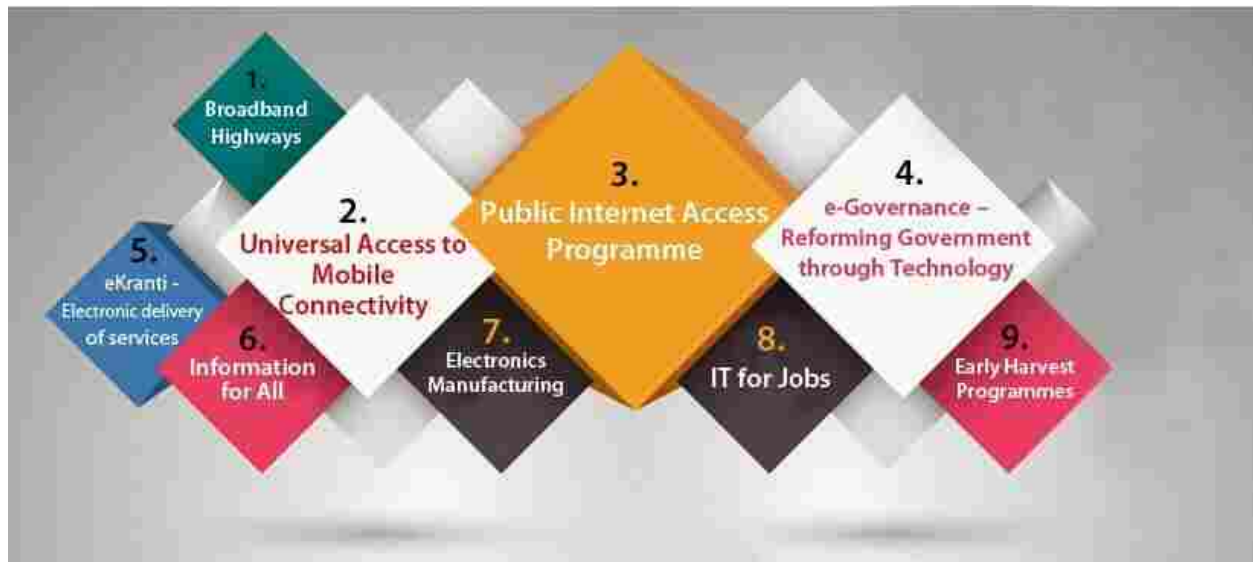 1.
Broadband
Highways
2.
Universal Access to
Mobile
Connectivity
3.
Public Internet Access
Programme
4.
e-Governance –
Reforming Government
through Technology
5.
eKranti -
Electronic delivery
of services
6.
Information
for All
7.
Electronics
Manufacturing
8.
IT for Jobs
9.
Early Harvest
Programmes